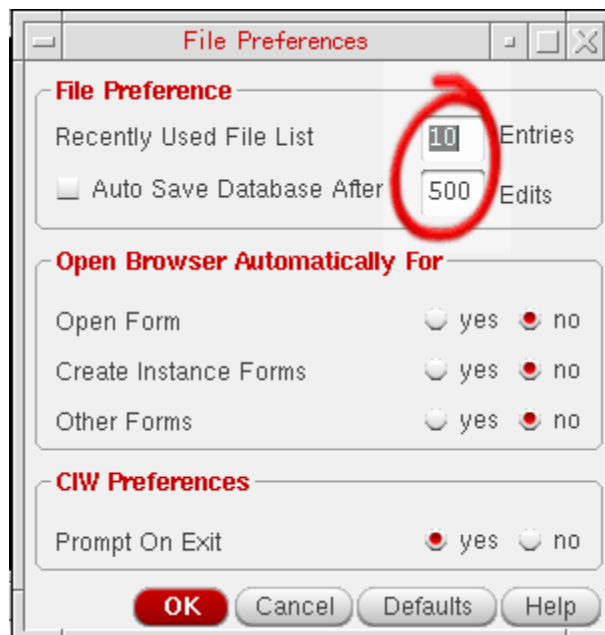 File Preferences
File Preference
Recently Used File List 10 Entries
Auto Save Database After 500 Edits
Open Browser Automatically For
Open Form yes no
Create Instance Forms yes no
Other Forms yes no
CIW Preferences
Prompt On Exit yes no
OK Cancel Defaults Help